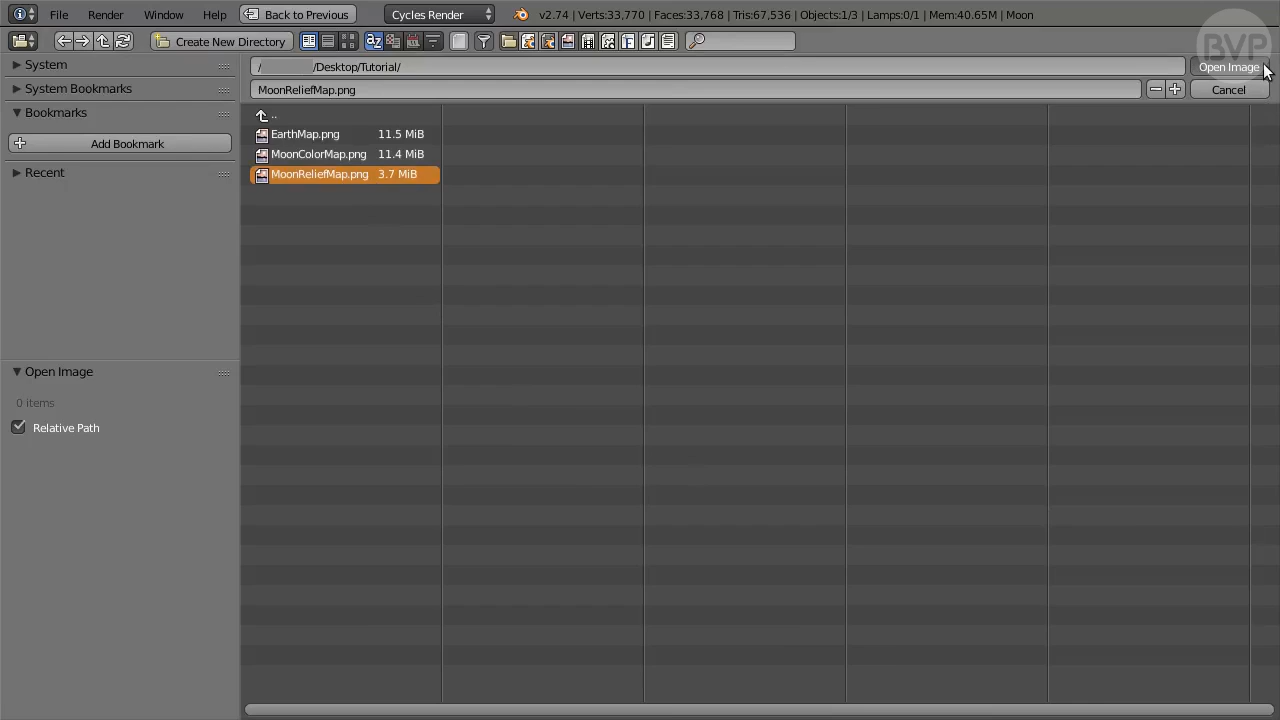 File Render Window Help Back to Previous Cycles Render v2.74 | Verts:33,770 | Faces:33,768 | Tris:67,536 | Objects:1/3 | Lamps:0/1 | Mem:40.65M | Moon
Create New Directory
BVP
System
/ /Desktop/Tutorial/ Open Image
System Bookmarks
MoonReliefMap.png Cancel
Bookmarks
..
EarthMap.png 11.5 MiB
Add Bookmark
MoonColorMap.png 11.4 MiB
Recent
MoonReliefMap.png 3.7 MiB
Open Image
0 items
Relative Path